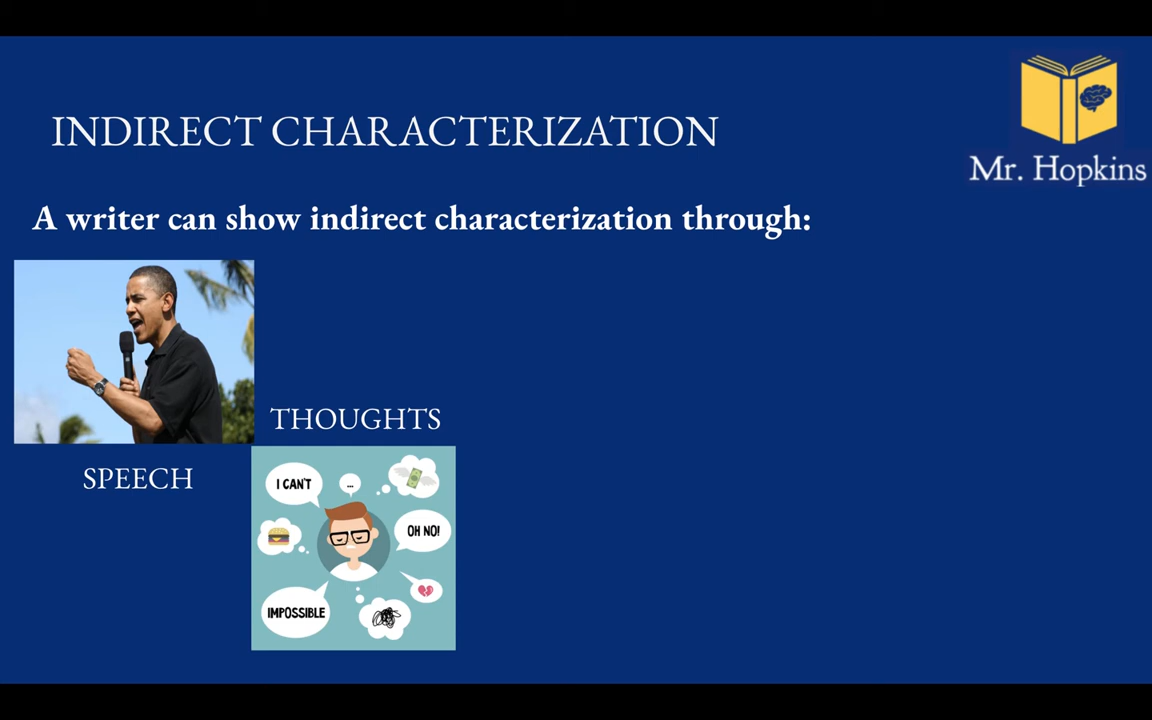 INDIRECT CHARACTERIZATION
Mr. Hopkins
A writer can show indirect characterization through:
SPEECH
THOUGHTS
I CAN'T
...
OH NO!
IMPOSSIBLE